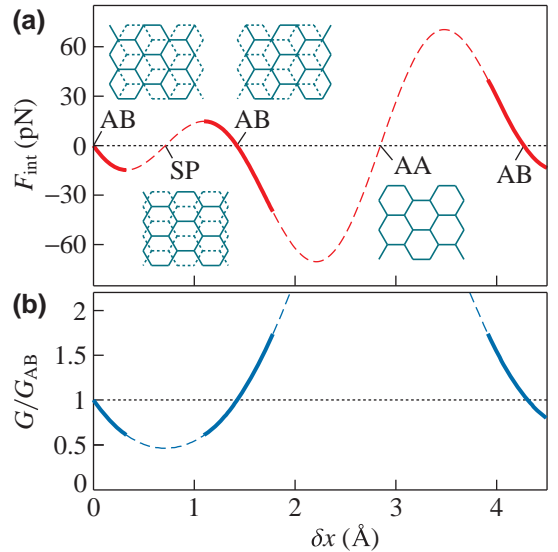 (a)
60
30
0
−30
−60
F_int (pN)
AB
SP
AB
AA
AB
(b)
2
1.5
1
0.5
0
G/G_AB
0 1 2 3 4
δx (Å)